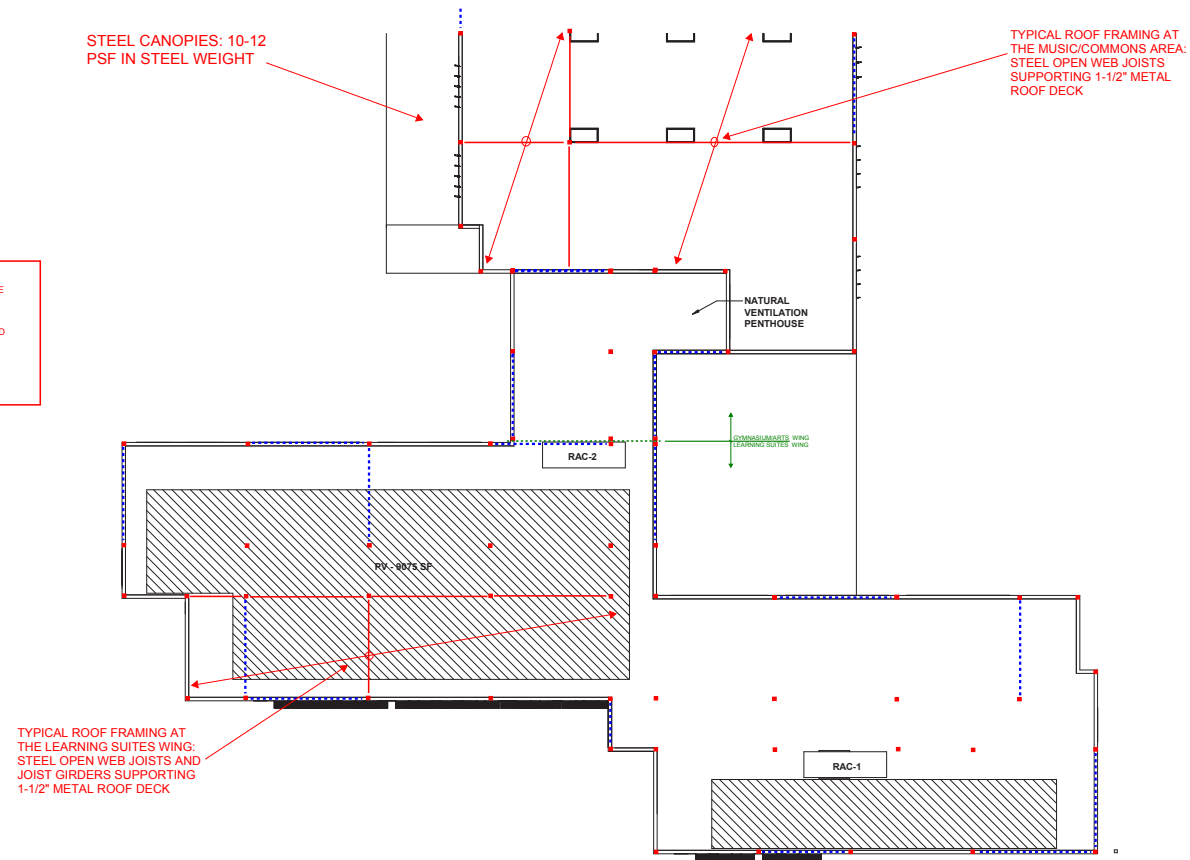 STEEL CANOPIES: 10-12
PSF IN STEEL WEIGHT
TYPICAL ROOF FRAMING AT
THE MUSIC/COMMONS AREA:
STEEL OPEN WEB JOISTS
SUPPORTING 1-1/2" METAL
ROOF DECK
E
D
NATURAL
VENTILATION
PENTHOUSE
GYMNASIUM/ARTS WING
LEARNING SUITES WING
RAC-2
PV - 9075 SF
TYPICAL ROOF FRAMING AT
THE LEARNING SUITES WING:
STEEL OPEN WEB JOISTS AND
JOIST GIRDERS SUPPORTING
1-1/2" METAL ROOF DECK
RAC-1